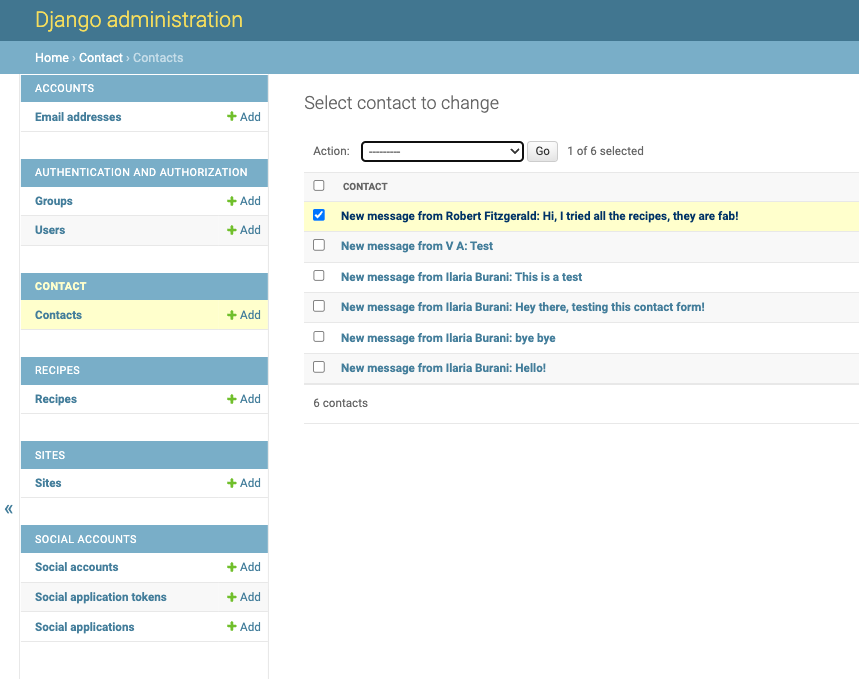 Django administration
Home › Contact › Contacts
ACCOUNTS
Email addresses + Add
AUTHENTICATION AND AUTHORIZATION
Groups + Add
Users + Add
CONTACT
Contacts + Add
RECIPES
Recipes + Add
SITES
Sites + Add
SOCIAL ACCOUNTS
Social accounts + Add
Social application tokens + Add
Social applications + Add
«
Select contact to change
Action: --------- Go 1 of 6 selected
CONTACT
New message from Robert Fitzgerald: Hi, I tried all the recipes, they are fab!
New message from V A: Test
New message from Ilaria Burani: This is a test
New message from Ilaria Burani: Hey there, testing this contact form!
New message from Ilaria Burani: bye bye
New message from Ilaria Burani: Hello!
6 contacts